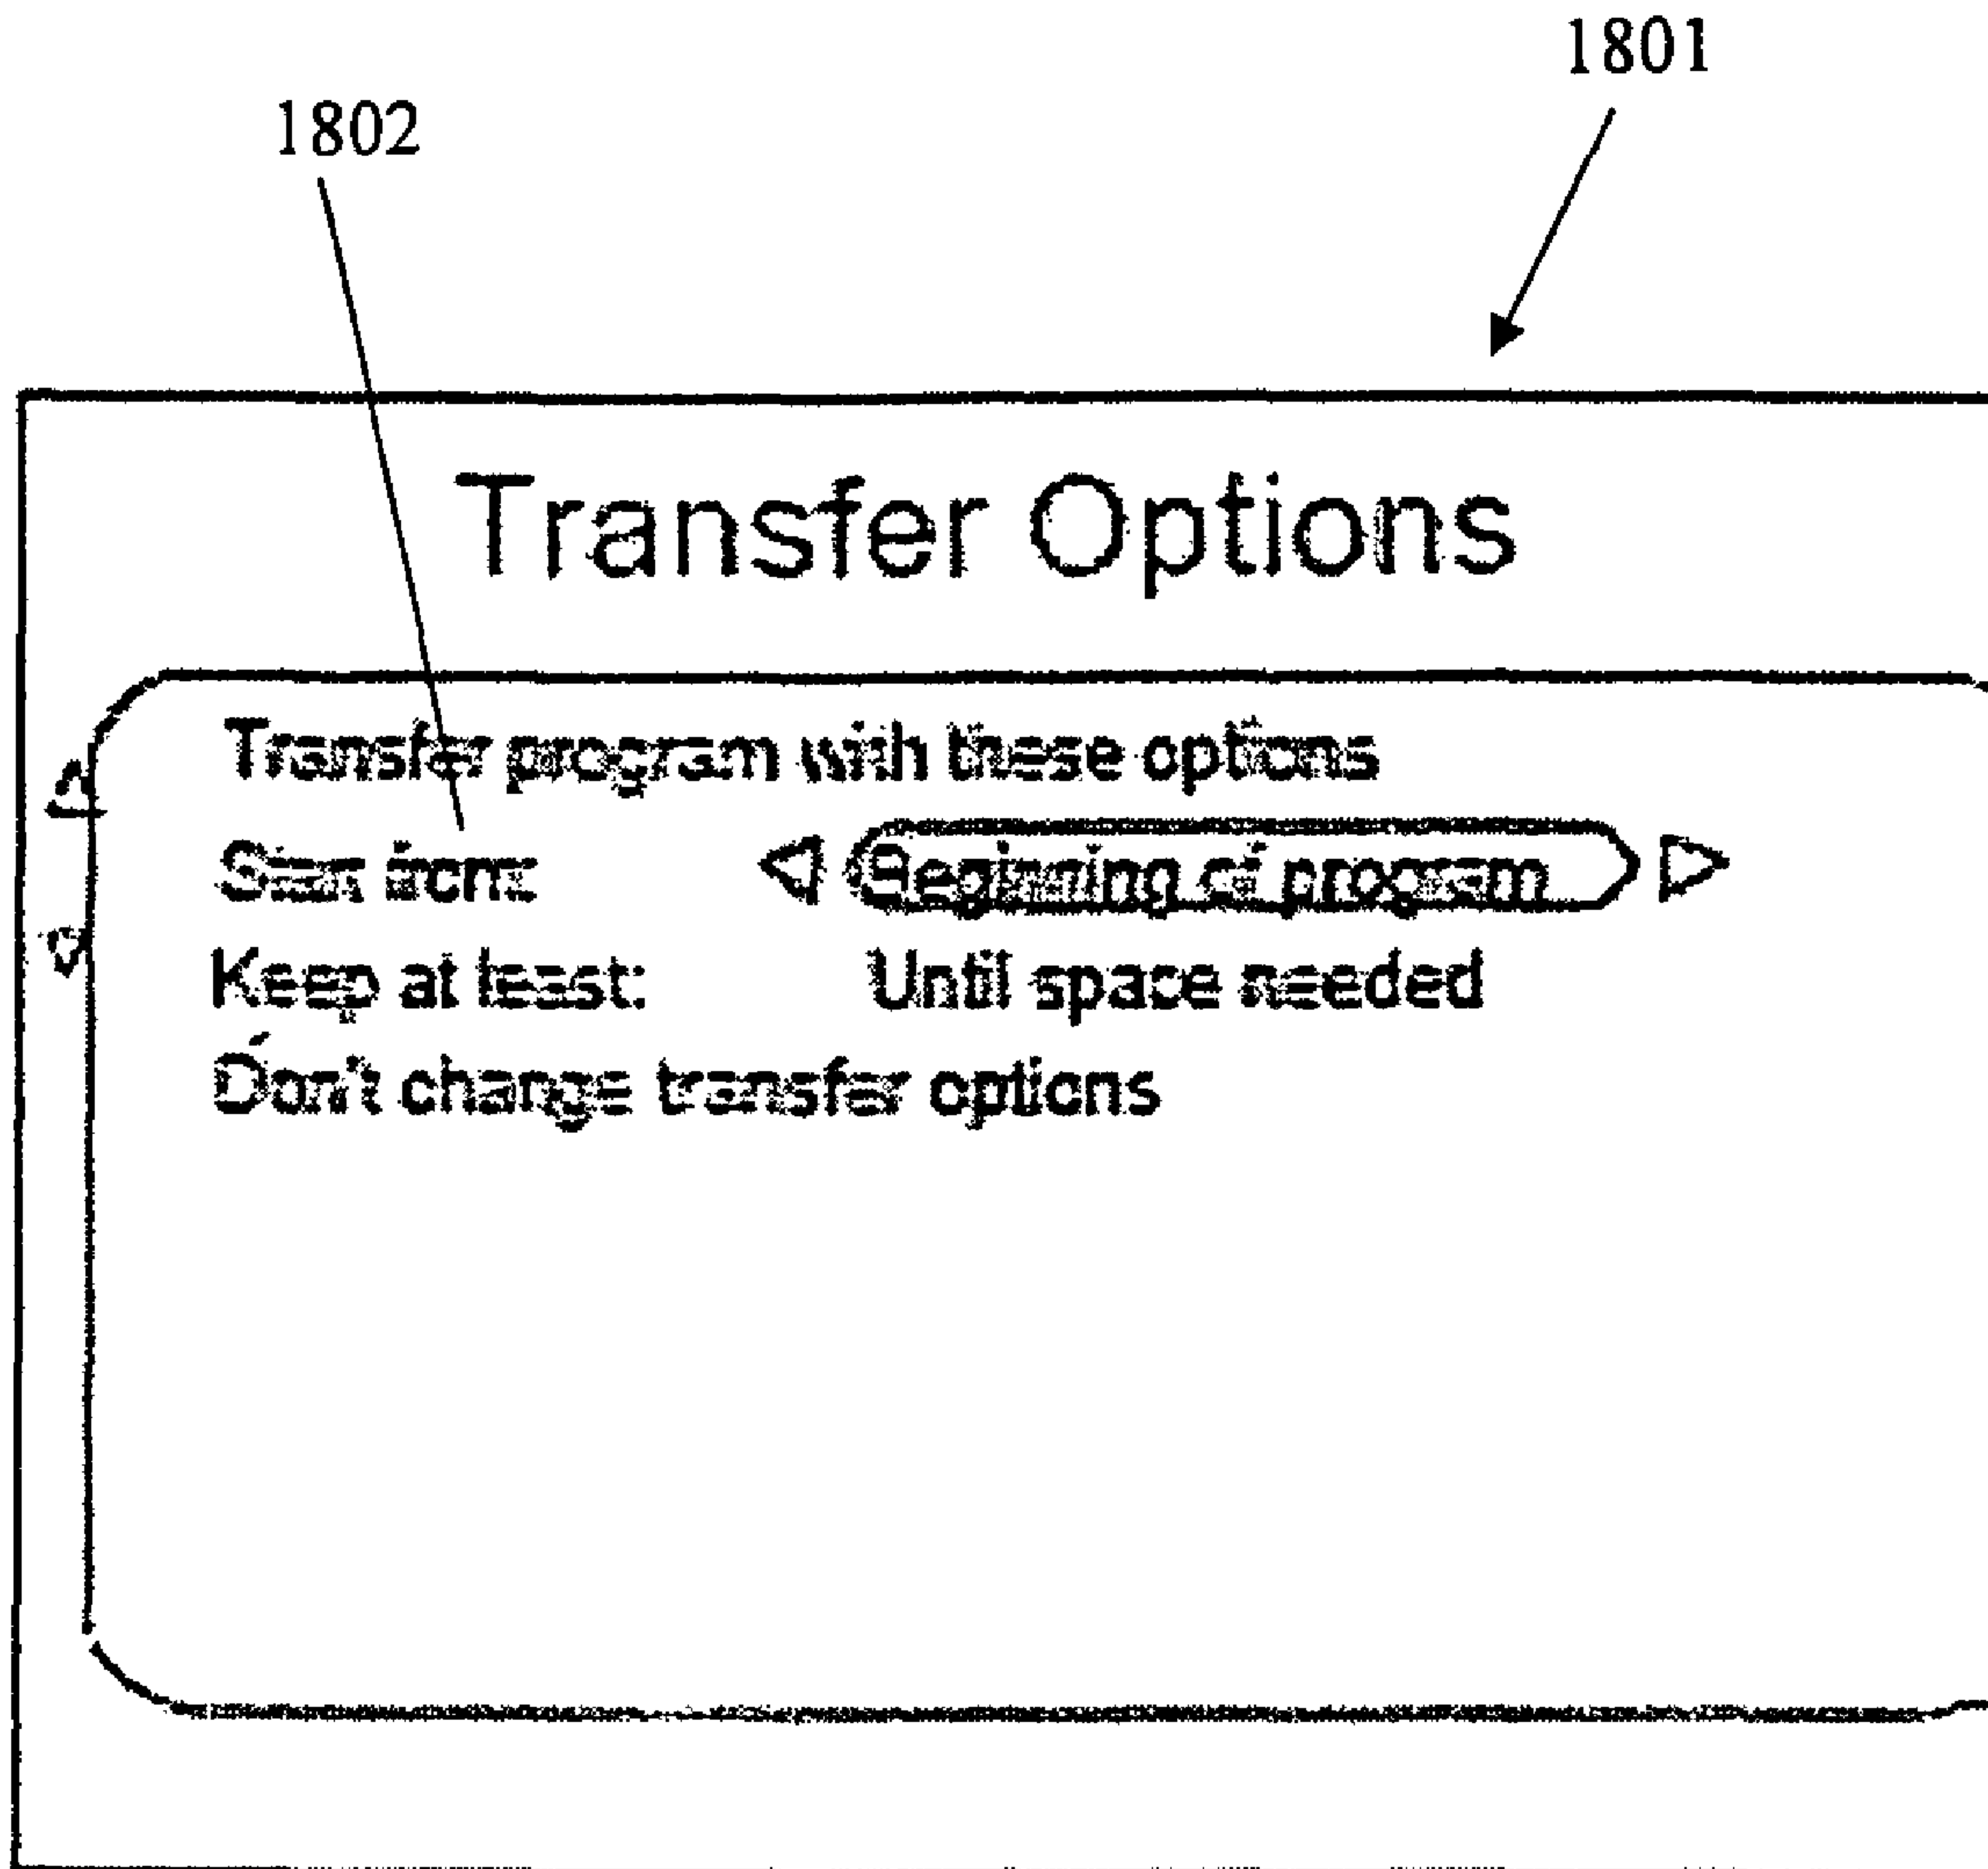 1801
1802
Transfer Options
Transfer program with these options
Start from: Beginning of program
Keep at least: Until space needed
Don't change transfer options